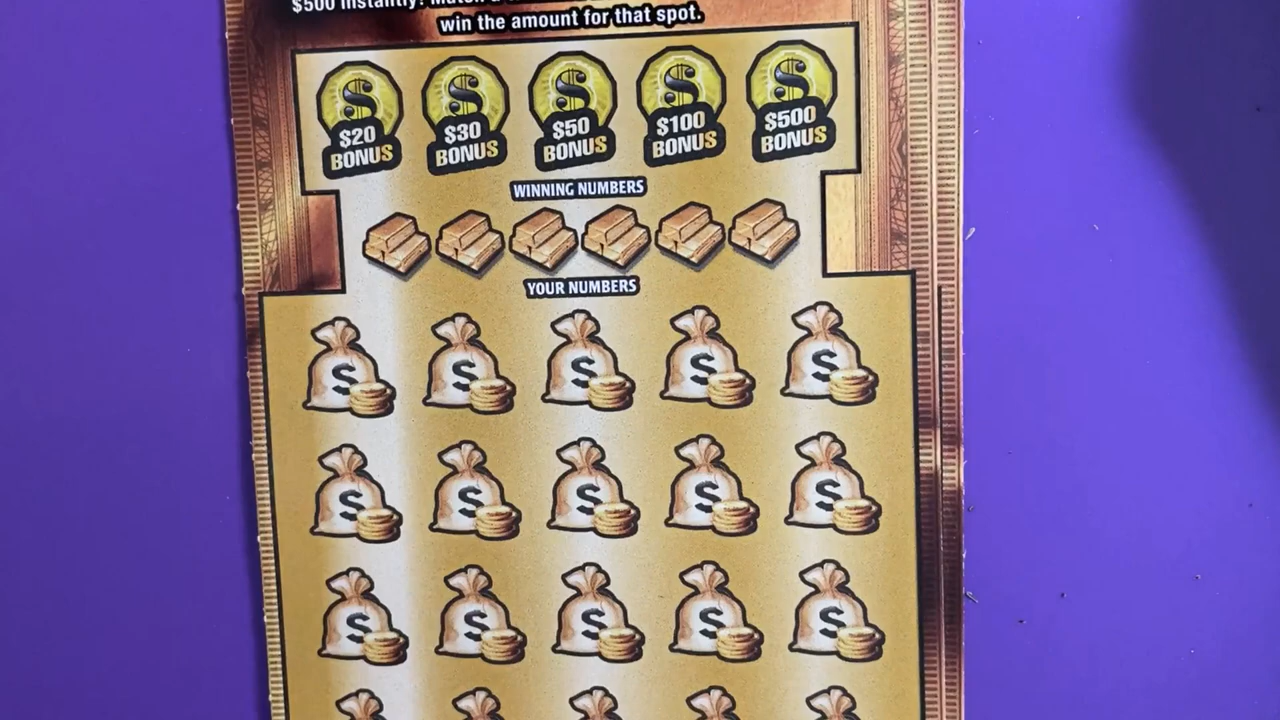 $500 instantly! Match
win the amount for that spot.
$20 BONUS
$30 BONUS
$50 BONUS
$100 BONUS
$500 BONUS
WINNING NUMBERS
YOUR NUMBERS
$ $ $ $ $
$ $ $ $ $
$ $ $ $ $